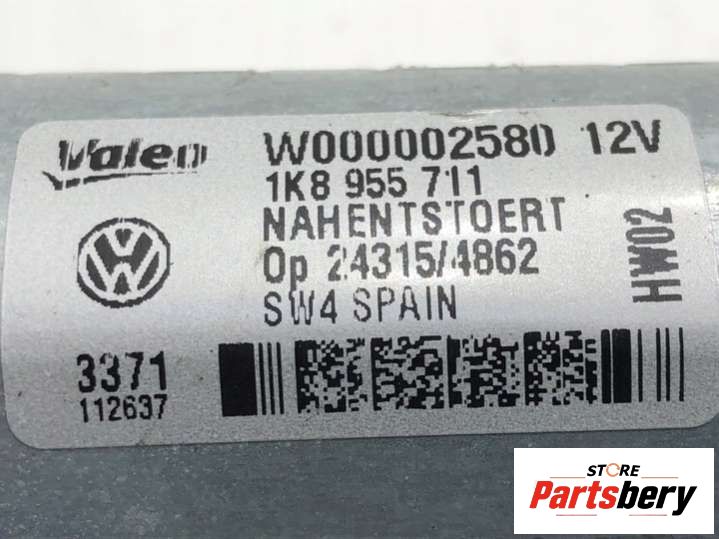 Valeo W000002580 12V
1K8 955 711
NAHENTSTOERT
Op 24315/4862
SW4 SPAIN
HW02
3371
112637
STORE
Partsbery